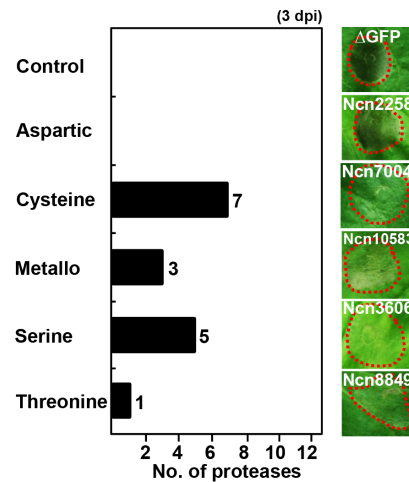 (3 dpi)
Control
ΔGFP
Aspartic
Ncn2258
Cysteine
7
Ncn7004
Metallo
3
Ncn10583
Serine
5
Ncn3606
Threonine
1
Ncn8849
2 4 6 8 10 12
No. of proteases